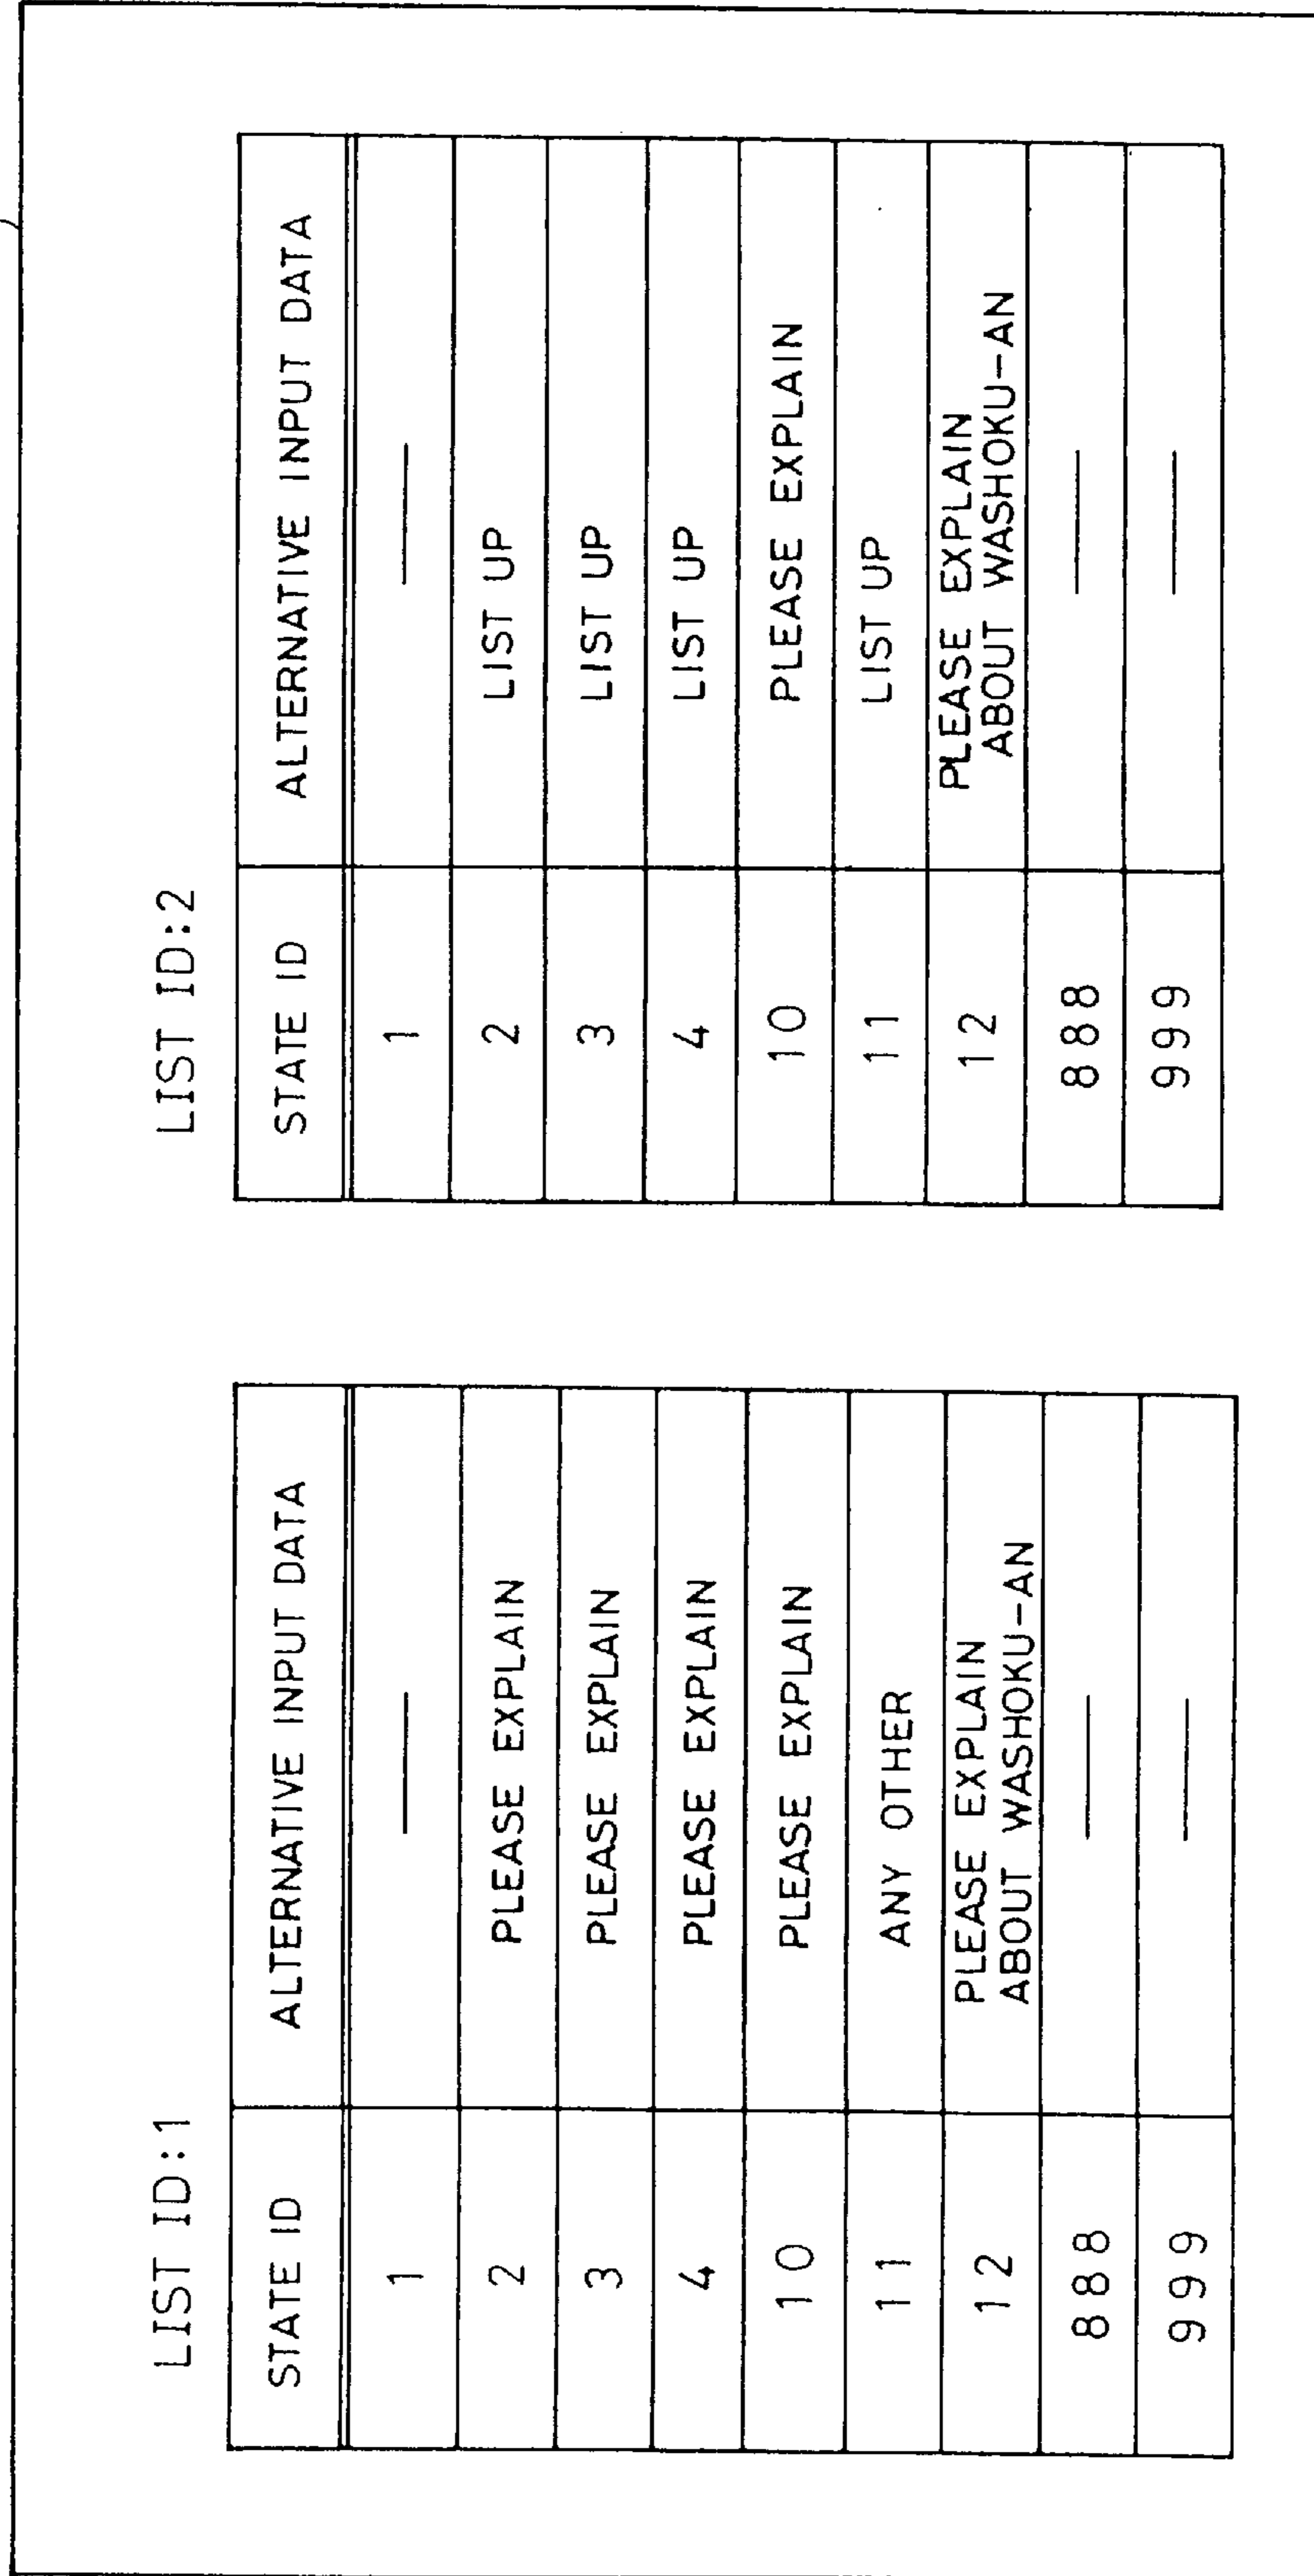 LIST ID:1
STATE ID ALTERNATIVE INPUT DATA
1 —
2 PLEASE EXPLAIN
3 PLEASE EXPLAIN
4 PLEASE EXPLAIN
10 PLEASE EXPLAIN
11 ANY OTHER
12 PLEASE EXPLAIN
ABOUT WASHOKU-AN
888 —
999 —
LIST ID:2
STATE ID ALTERNATIVE INPUT DATA
1 —
2 LIST UP
3 LIST UP
4 LIST UP
10 PLEASE EXPLAIN
11 LIST UP
12 PLEASE EXPLAIN
ABOUT WASHOKU-AN
888 —
999 —